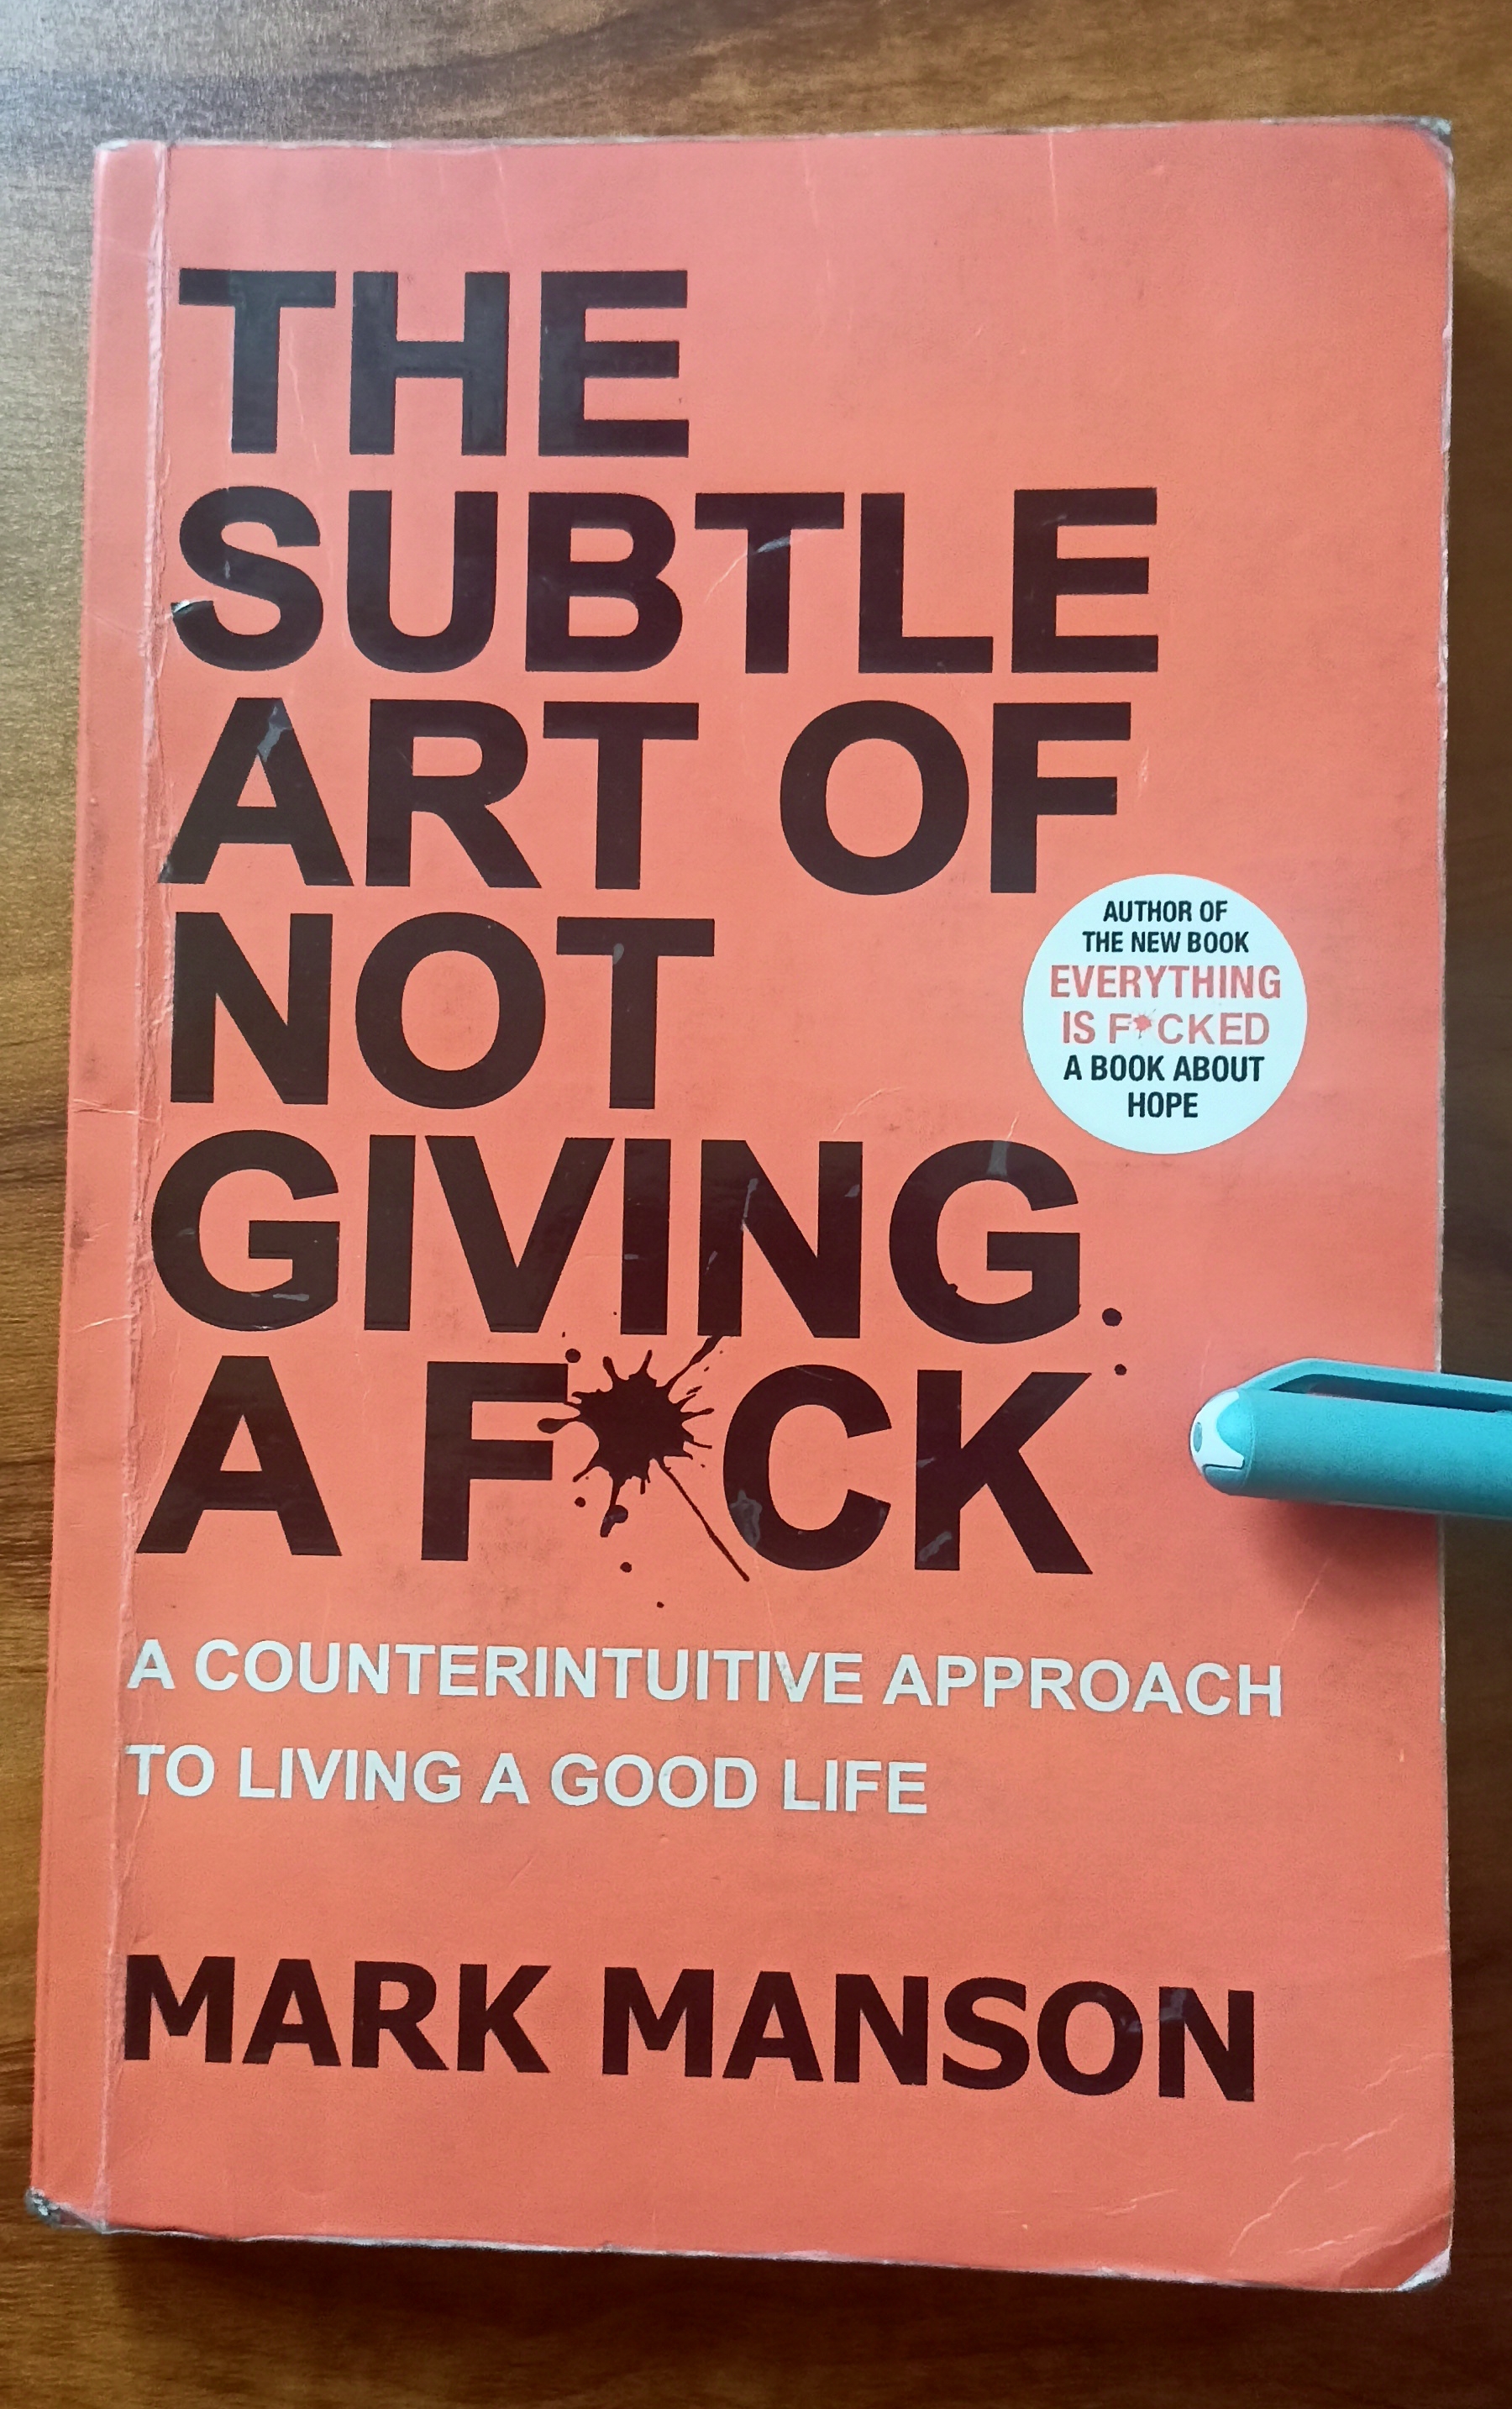 THE
SUBTLE
ART OF
NOT
GIVING
A F*CK
AUTHOR OF
THE NEW BOOK
EVERYTHING
IS F*CKED
A BOOK ABOUT
HOPE
A COUNTERINTUITIVE APPROACH
TO LIVING A GOOD LIFE
MARK MANSON